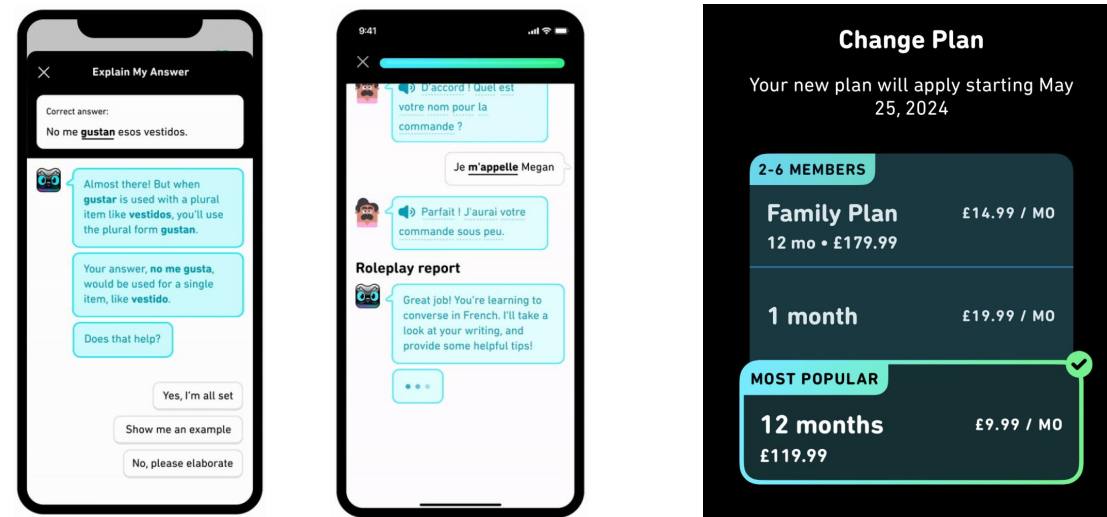 Explain My Answer
Correct answer:
No me gustan esos vestidos.
Almost there! But when
gustar is used with a plural
item like vestidos, you'll use
the plural form gustan.
Your answer, no me gusta,
would be used for a single
item, like vestido.
Does that help?
Yes, I'm all set
Show me an example
No, please elaborate
9:41
D'accord ! Quel est
votre nom pour la
commande ?
Je m'appelle Megan
Parfait ! J'aurai votre
commande sous peu.
Roleplay report
Great job! You're learning to
converse in French. I'll take a
look at your writing, and
provide some helpful tips!
Change Plan
Your new plan will apply starting May
25, 2024
2-6 MEMBERS
Family Plan £14.99 / MO
12 mo • £179.99
1 month £19.99 / MO
MOST POPULAR
12 months £9.99 / MO
£119.99